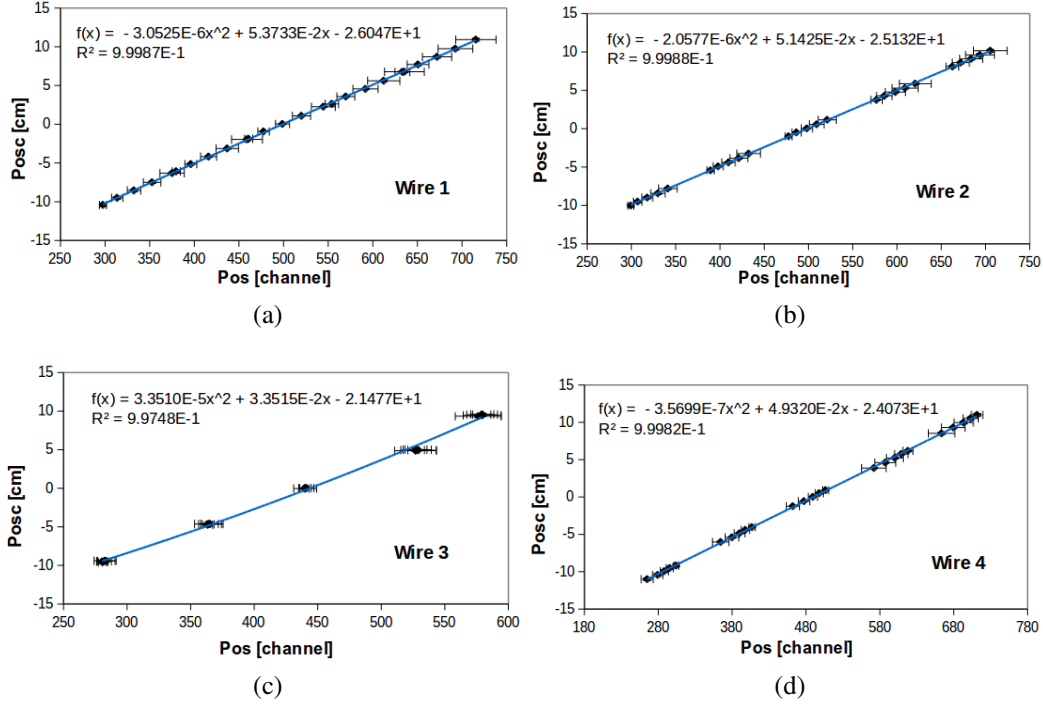 f(x) = - 3.0525E-6x^2 + 5.3733E-2x - 2.6047E+1
R² = 9.9987E-1
Posc [cm]
15
10
5
0
-5
-10
-15
Wire 1
250 300 350 400 450 500 550 600 650 700 750
Pos [channel]
(a)
f(x) = - 2.0577E-6x^2 + 5.1425E-2x - 2.5132E+1
R² = 9.9988E-1
Posc [cm]
15
10
5
0
-5
-10
-15
Wire 2
250 300 350 400 450 500 550 600 650 700 750
Pos [channel]
(b)
f(x) = 3.3510E-5x^2 + 3.3515E-2x - 2.1477E+1
R² = 9.9748E-1
Posc [cm]
15
10
5
0
-5
-10
-15
Wire 3
250 300 350 400 450 500 550 600
Pos [channel]
(c)
f(x) = - 3.5699E-7x^2 + 4.9320E-2x - 2.4073E+1
R² = 9.9982E-1
Posc [cm]
15
10
5
0
-5
-10
-15
Wire 4
180 280 380 480 580 680 780
Pos [channel]
(d)